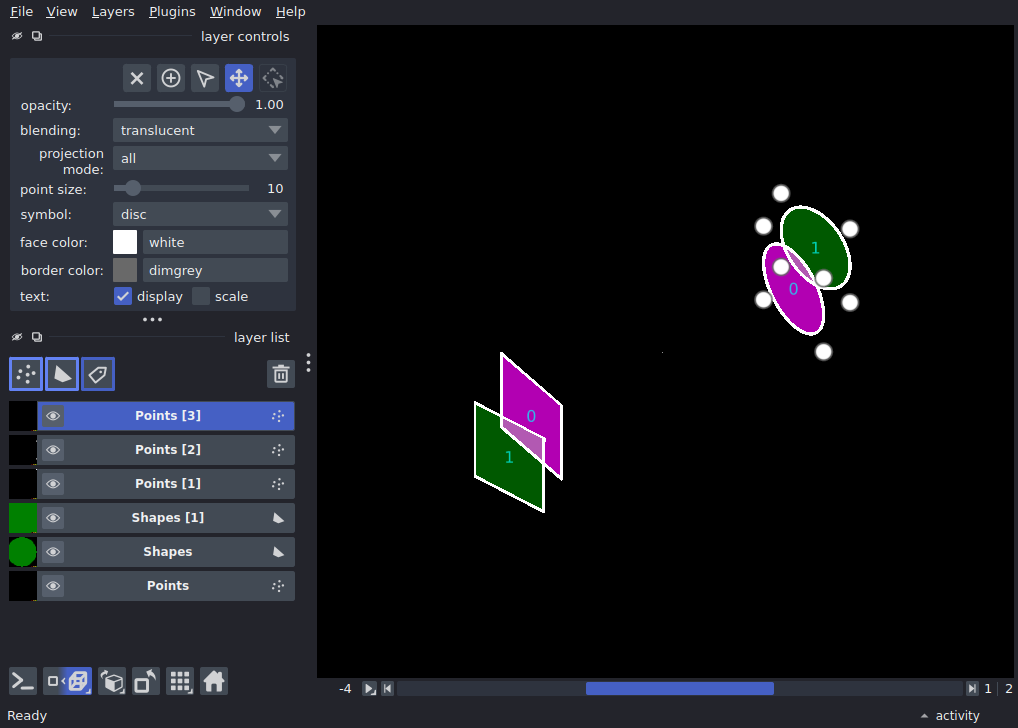 File View Layers Plugins Window Help
layer controls
opacity: 1.00
blending: translucent
projection mode: all
point size: 10
symbol: disc
face color: white
border color: dimgrey
text: display scale
layer list
Points [3]
Points [2]
Points [1]
Shapes [1]
Shapes
Points
1
0
0
1
-4 1 2
Ready activity